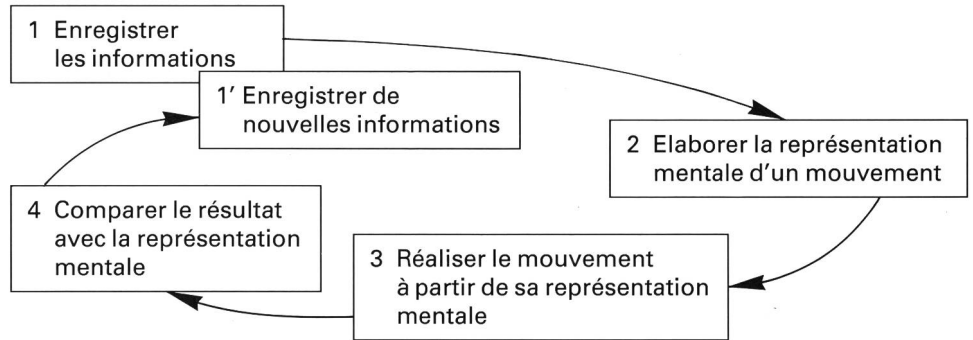 1 Enregistrer
les informations
1’ Enregistrer de
nouvelles informations
2 Elaborer la représentation
mentale d’un mouvement
3 Réaliser le mouvement
à partir de sa représentation
mentale
4 Comparer le résultat
avec la représentation
mentale